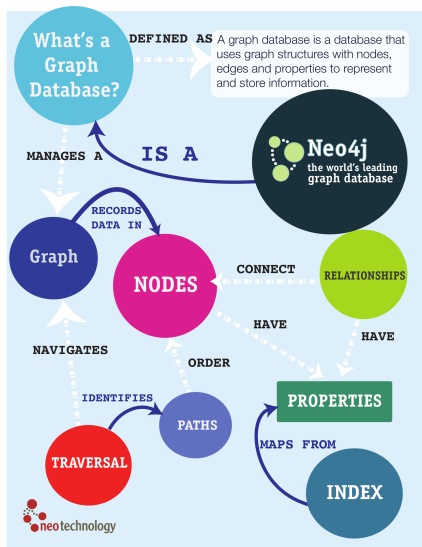 What's a
Graph
Database?
DEFINED AS
A graph database is a database that
uses graph structures with nodes,
edges and properties to represent
and store information.
MANAGES A
IS A
Neo4j
the world's leading
graph database
RECORDS
DATA IN
Graph
NODES
CONNECT
RELATIONSHIPS
HAVE
HAVE
NAVIGATES
ORDER
IDENTIFIES
PROPERTIES
PATHS
MAPS FROM
TRAVERSAL
INDEX
neotechnology